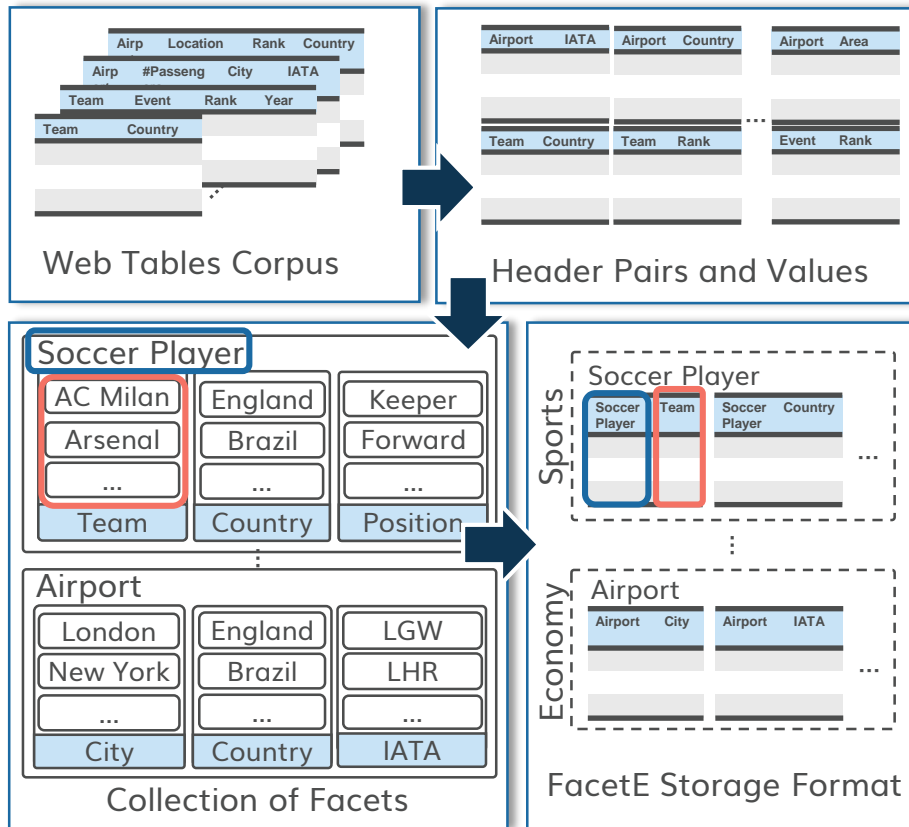 Airp Location Rank Country
Airp #Passeng City IATA
Team Event Rank Year
Team Country
...
Web Tables Corpus
Airport IATA Airport Country Airport Area
...
Team Country Team Rank Event Rank
Header Pairs and Values
Soccer Player
AC Milan England Keeper
Arsenal Brazil Forward
... ... ...
Team Country Position
...
Airport
London England LGW
New York Brazil LHR
... ... ...
City Country IATA
Collection of Facets
Sports
Soccer Player
Soccer Player Team Soccer Player Country
...
...
Economy
Airport
Airport City Airport IATA
...
FacetE Storage Format